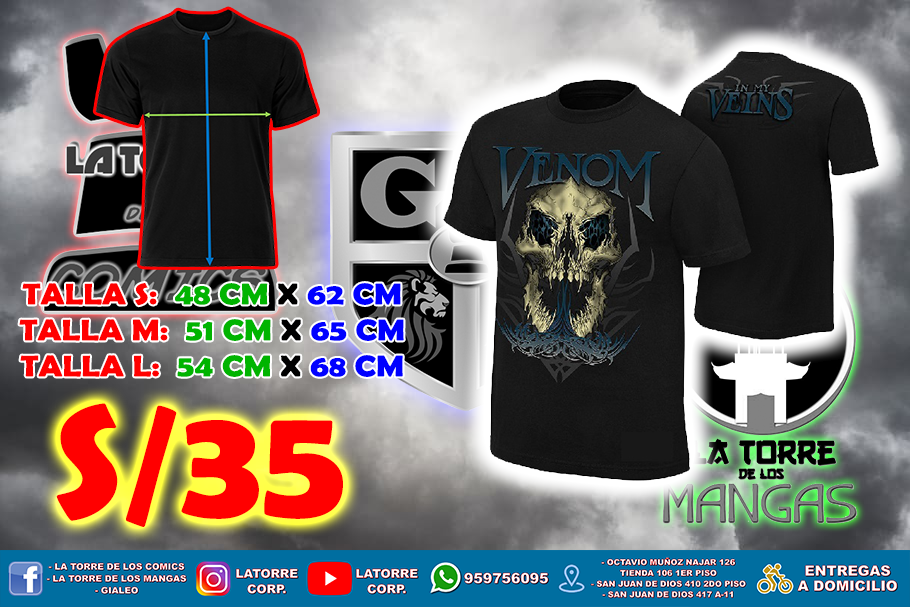 LA TOR
D
COMICS
G
IN MY
VEINS
VENOM
TALLA S: 48 CM X 62 CM
TALLA M: 51 CM X 65 CM
TALLA L: 54 CM X 68 CM
S/35
LA TORRE
DE LOS
MANGAS
- LA TORRE DE LOS COMICS
- LA TORRE DE LOS MANGAS
- GIALEO
LATORRE
CORP.
LATORRE
CORP.
959756095
- OCTAVIO MUÑOZ NAJAR 126
TIENDA 106 1ER PISO
- SAN JUAN DE DIOS 410 2DO PISO
- SAN JUAN DE DIOS 417 A-11
ENTREGAS
A DOMICILIO